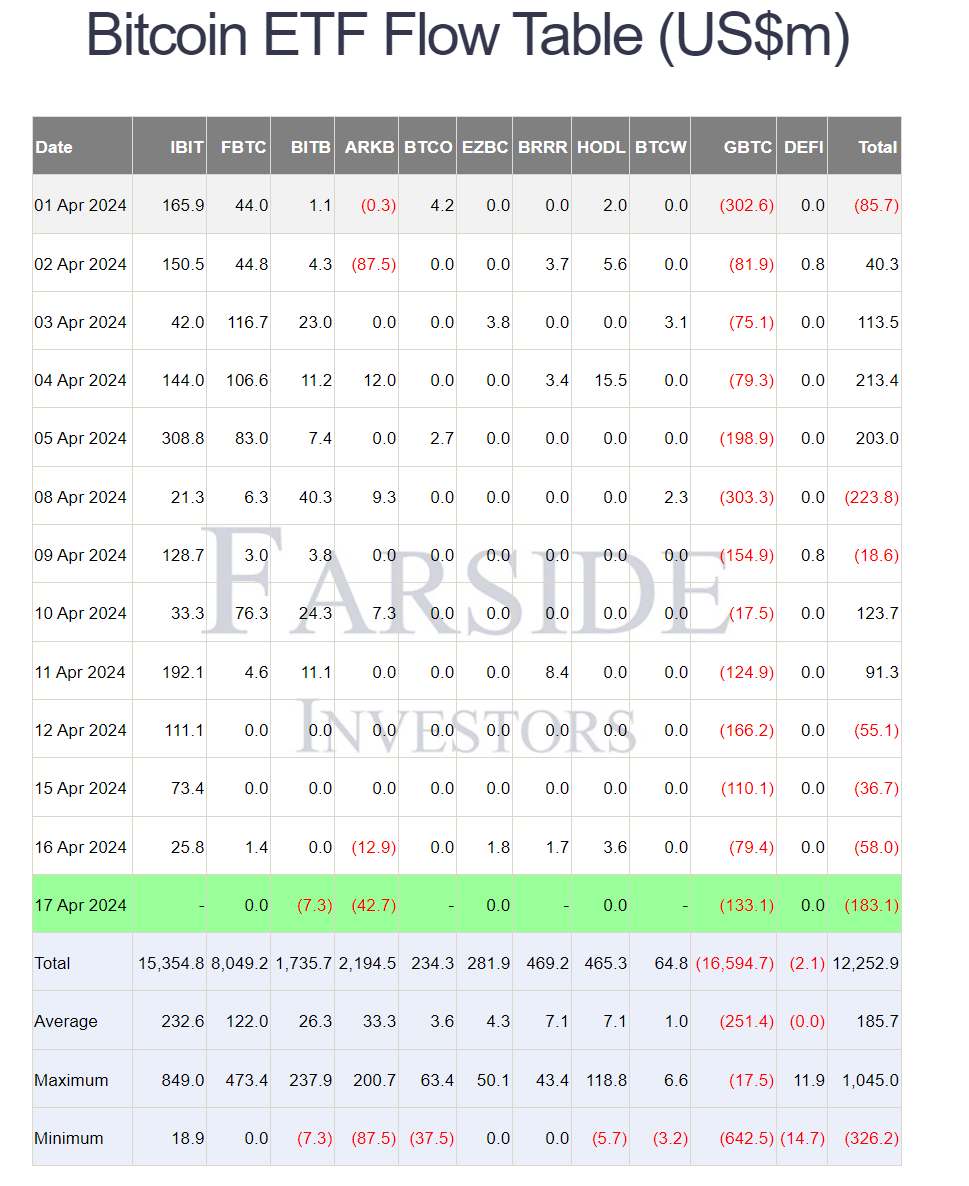 Bitcoin ETF Flow Table (US$m)
Date IBIT FBTC BITB ARKB BTCO EZBC BRRR HODL BTCW GBTC DEFI Total
01 Apr 2024 165.9 44.0 1.1 (0.3) 4.2 0.0 0.0 2.0 0.0 (302.6) 0.0 (85.7)
02 Apr 2024 150.5 44.8 4.3 (87.5) 0.0 0.0 3.7 5.6 0.0 (81.9) 0.8 40.3
03 Apr 2024 42.0 116.7 23.0 0.0 0.0 3.8 0.0 0.0 3.1 (75.1) 0.0 113.5
04 Apr 2024 144.0 106.6 11.2 12.0 0.0 0.0 3.4 15.5 0.0 (79.3) 0.0 213.4
05 Apr 2024 308.8 83.0 7.4 0.0 2.7 0.0 0.0 0.0 0.0 (198.9) 0.0 203.0
08 Apr 2024 21.3 6.3 40.3 9.3 0.0 0.0 0.0 0.0 2.3 (303.3) 0.0 (223.8)
09 Apr 2024 128.7 3.0 3.8 0.0 0.0 0.0 0.0 0.0 0.0 (154.9) 0.8 (18.6)
FARSIDE
10 Apr 2024 33.3 76.3 24.3 7.3 0.0 0.0 0.0 0.0 0.0 (17.5) 0.0 123.7
11 Apr 2024 192.1 4.6 11.1 0.0 0.0 0.0 8.4 0.0 0.0 (124.9) 0.0 91.3
12 Apr 2024 111.1 0.0 0.0 0.0 0.0 0.0 0.0 0.0 0.0 (166.2) 0.0 (55.1)
INVESTORS
15 Apr 2024 73.4 0.0 0.0 0.0 0.0 0.0 0.0 0.0 0.0 (110.1) 0.0 (36.7)
16 Apr 2024 25.8 1.4 0.0 (12.9) 0.0 1.8 1.7 3.6 0.0 (79.4) 0.0 (58.0)
17 Apr 2024 - 0.0 (7.3) (42.7) - 0.0 - 0.0 - (133.1) 0.0 (183.1)
Total 15,354.8 8,049.2 1,735.7 2,194.5 234.3 281.9 469.2 465.3 64.8 (16,594.7) (2.1) 12,252.9
Average 232.6 122.0 26.3 33.3 3.6 4.3 7.1 7.1 1.0 (251.4) (0.0) 185.7
Maximum 849.0 473.4 237.9 200.7 63.4 50.1 43.4 118.8 6.6 (17.5) 11.9 1,045.0
Minimum 18.9 0.0 (7.3) (87.5) (37.5) 0.0 0.0 (5.7) (3.2) (642.5) (14.7) (326.2)